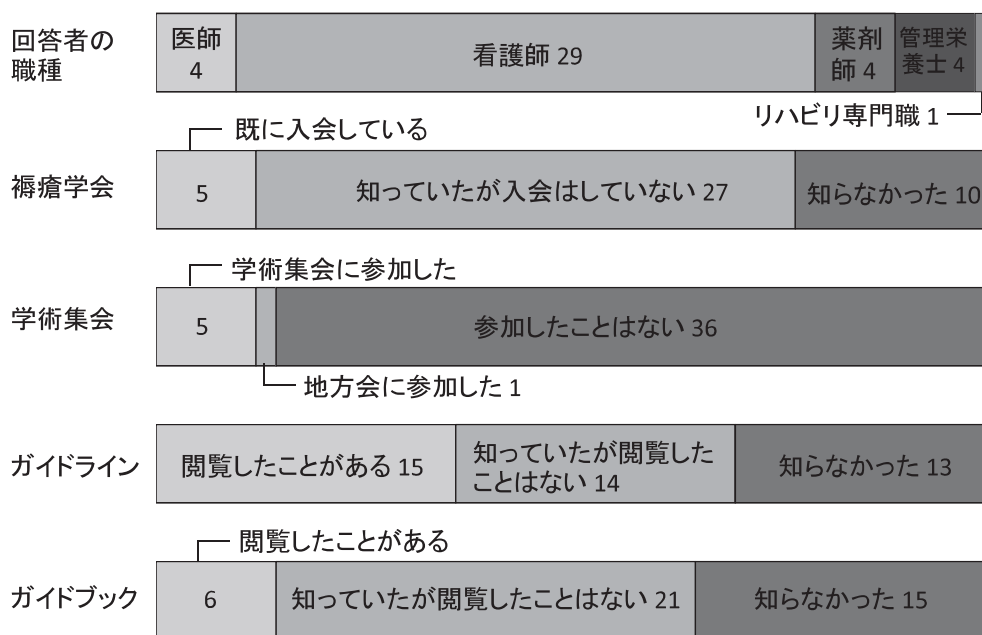 回答者の
職種
医師
4
看護師 29
薬剤
師 4
管理栄
養士 4
リハビリ専門職 1
既に入会している
褥瘡学会
5
知っていたが入会はしていない 27
知らなかった 10
学術集会に参加した
学術集会
5
参加したことはない 36
地方会に参加した 1
ガイドライン
閲覧したことがある 15
知っていたが閲覧した
ことはない 14
知らなかった 13
閲覧したことがある
ガイドブック
6
知っていたが閲覧したことはない 21
知らなかった 15